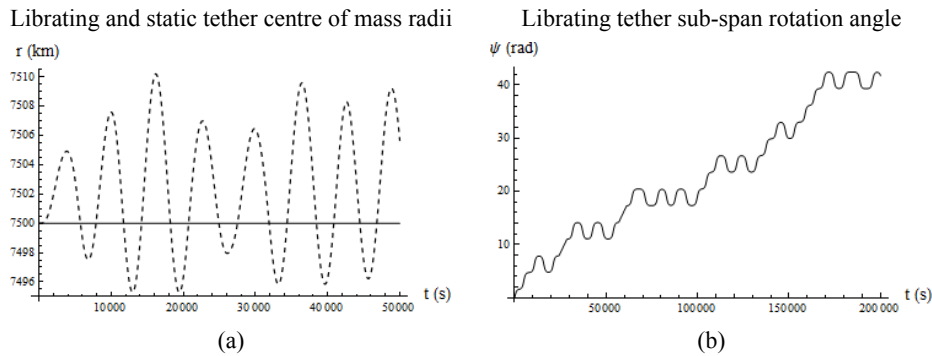 Librating and static tether centre of mass radii
r (km)
7510
7508
7506
7504
7502
7500
7498
7496
10000
20000
30000
40000
50000
t (s)
(a)
Librating tether sub-span rotation angle
ψ (rad)
40
30
20
10
50000
100000
150000
200000
t (s)
(b)